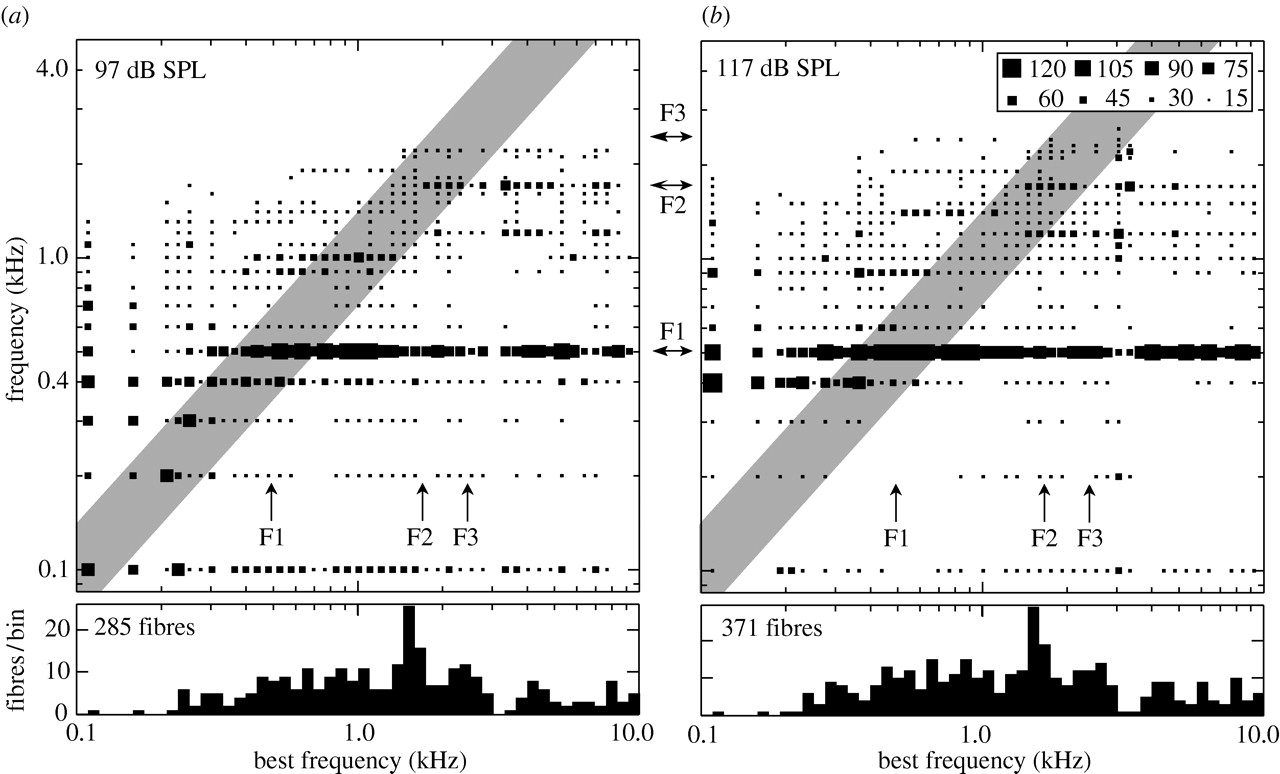 (a)
97 dB SPL
4.0
1.0
0.4
0.1
frequency (kHz)
F1
F2
F3
F3
F2
F1
(b)
117 dB SPL
120 105 90 75
60 45 30 15
F1
F2
F3
285 fibres
20
10
0
fibres/bin
0.1
1.0
10.0
best frequency (kHz)
371 fibres
0.1
1.0
10.0
best frequency (kHz)